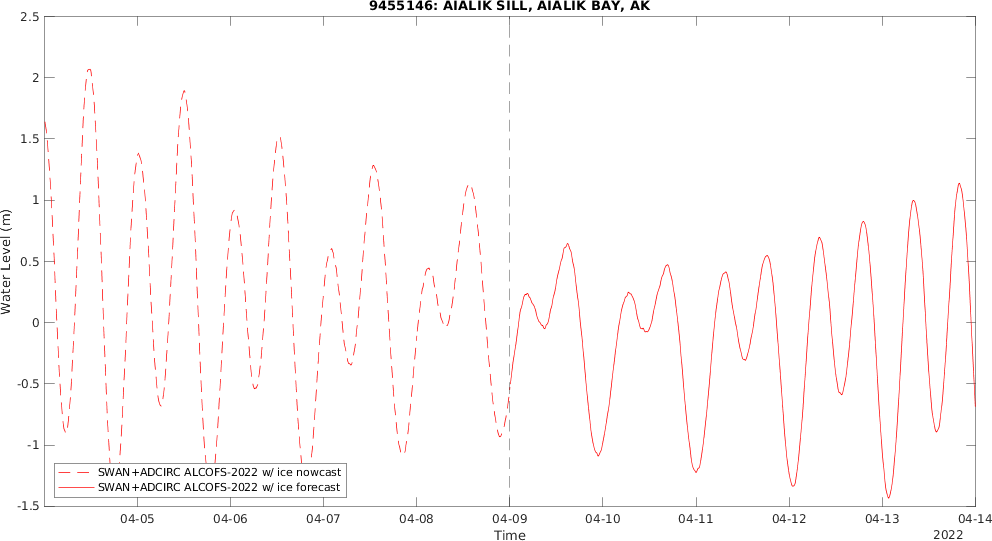 9455146: AIALIK SILL, AIALIK BAY, AK
2.5
2
1.5
1
0.5
0
-0.5
-1
-1.5
Water Level (m)
SWAN+ADCIRC ALCOFS-2022 w/ ice nowcast
SWAN+ADCIRC ALCOFS-2022 w/ ice forecast
04-05 04-06 04-07 04-08 04-09 04-10 04-11 04-12 04-13 04-14
Time
2022